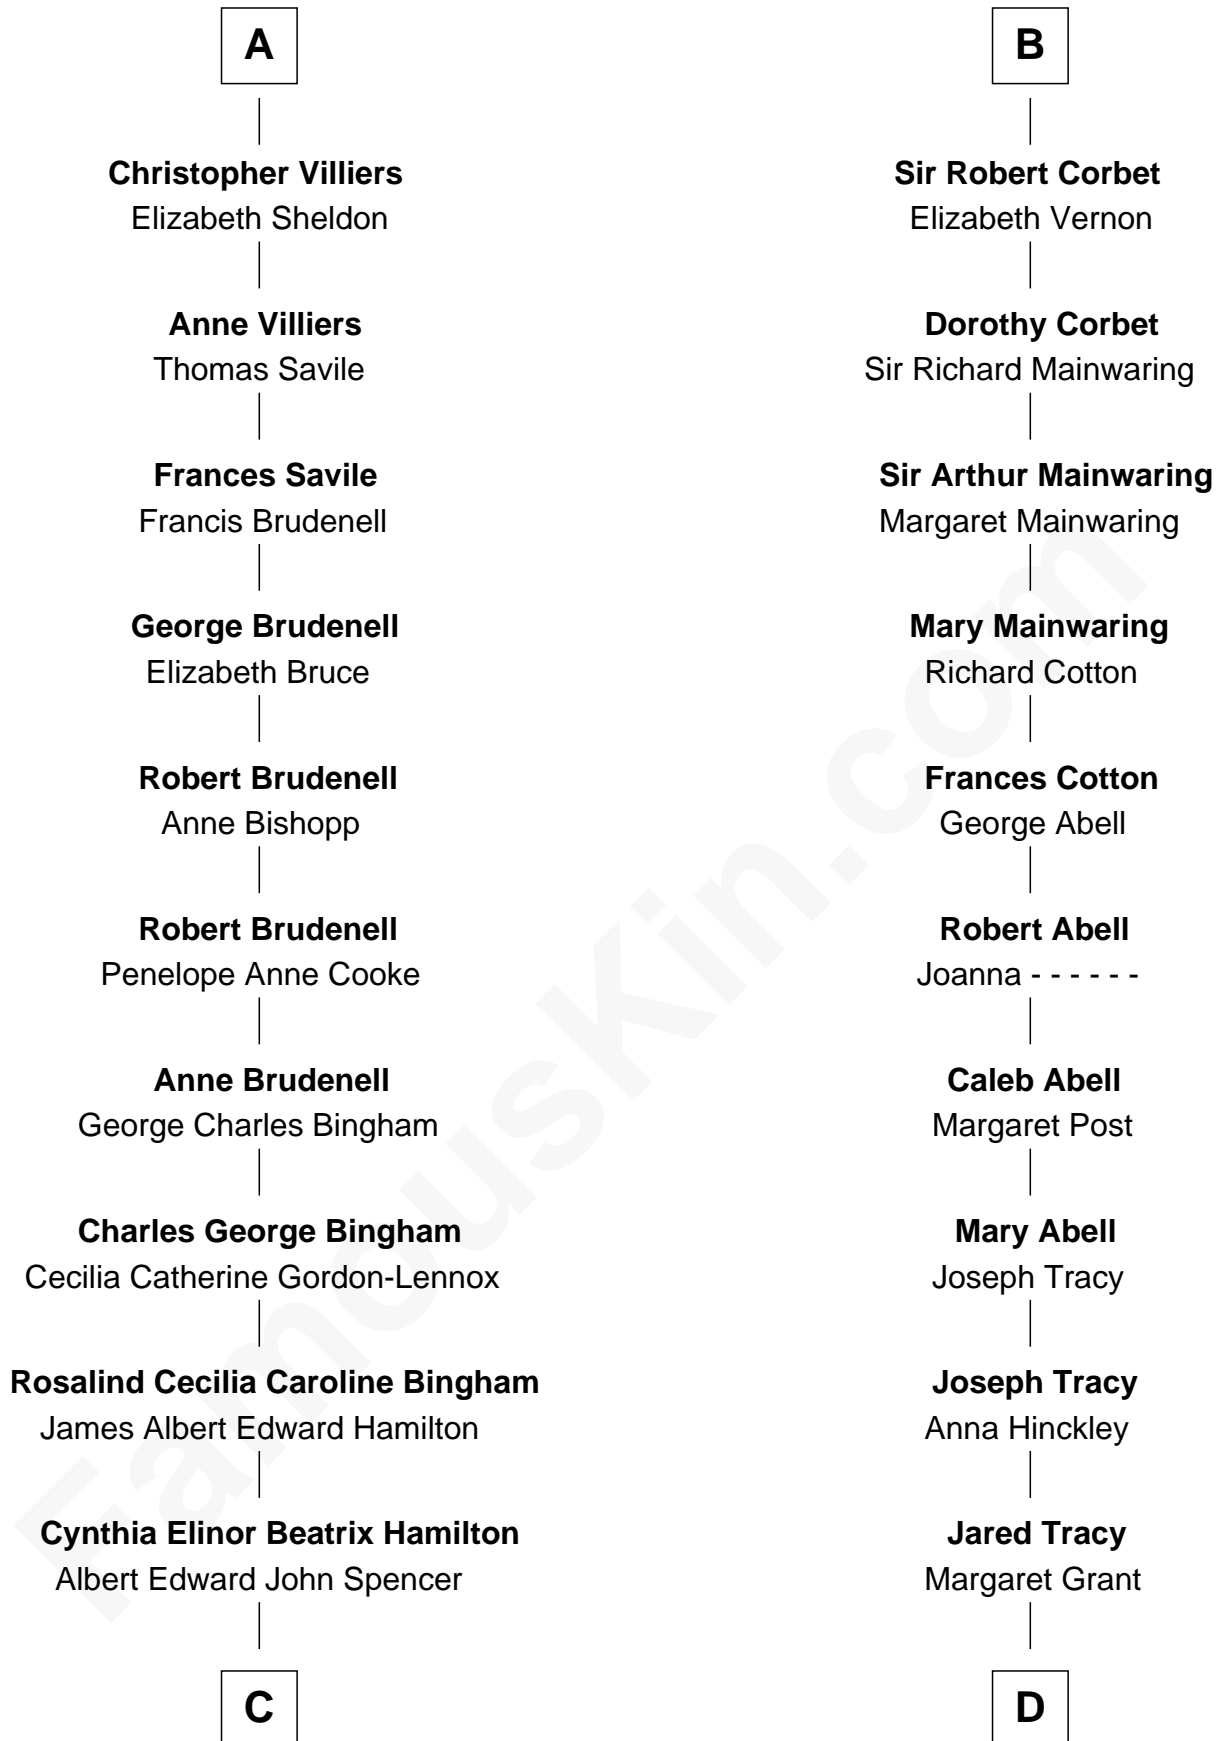 A
Christopher Villiers
Elizabeth Sheldon
Anne Villiers
Thomas Savile
Frances Savile
Francis Brudenell
George Brudenell
Elizabeth Bruce
Robert Brudenell
Anne Bishopp
Robert Brudenell
Penelope Anne Cooke
Anne Brudenell
George Charles Bingham
Charles George Bingham
Cecilia Catherine Gordon-Lennox
Rosalind Cecilia Caroline Bingham
James Albert Edward Hamilton
Cynthia Elinor Beatrix Hamilton
Albert Edward John Spencer
C
B
Sir Robert Corbet
Elizabeth Vernon
Dorothy Corbet
Sir Richard Mainwaring
Sir Arthur Mainwaring
Margaret Mainwaring
Mary Mainwaring
Richard Cotton
Frances Cotton
George Abell
Robert Abell
Joanna - - - - - -
Caleb Abell
Margaret Post
Mary Abell
Joseph Tracy
Joseph Tracy
Anna Hinckley
Jared Tracy
Margaret Grant
D
FamousKin.com